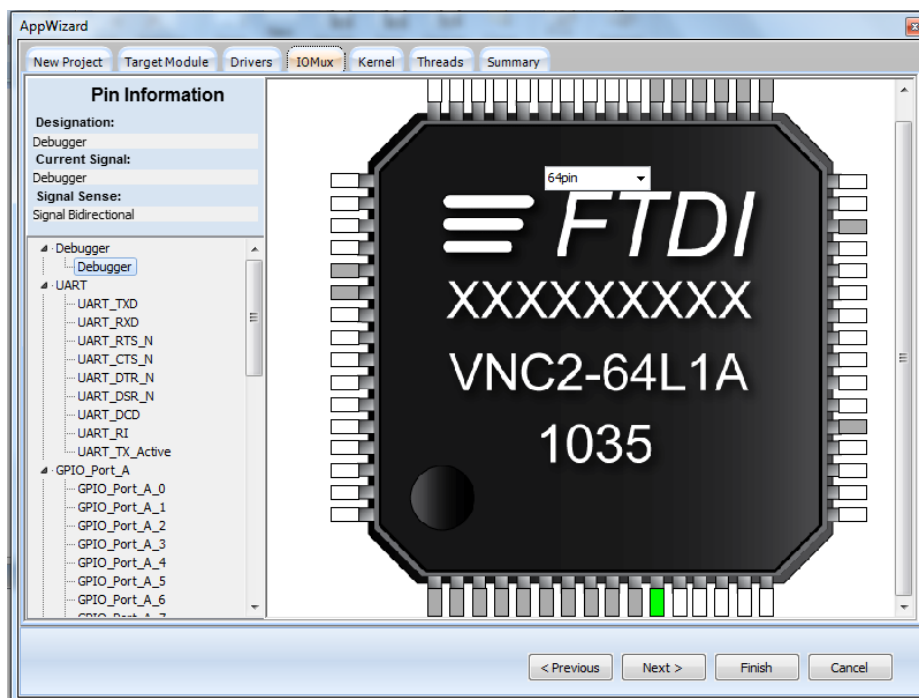 AppWizard
New Project Target Module Drivers IOMux Kernel Threads Summary
Pin Information
Designation:
Debugger
Current Signal:
Debugger
Signal Sense:
Signal Bidirectional
Debugger
Debugger
UART
UART_TXD
UART_RXD
UART_RTS_N
UART_CTS_N
UART_DTR_N
UART_DSR_N
UART_DCD
UART_RI
UART_TX_Active
GPIO_Port_A
GPIO_Port_A_0
GPIO_Port_A_1
GPIO_Port_A_2
GPIO_Port_A_3
GPIO_Port_A_4
GPIO_Port_A_5
GPIO_Port_A_6
64pin
FTDI
XXXXXXXXX
VNC2-64L1A
1035
< Previous Next > Finish Cancel